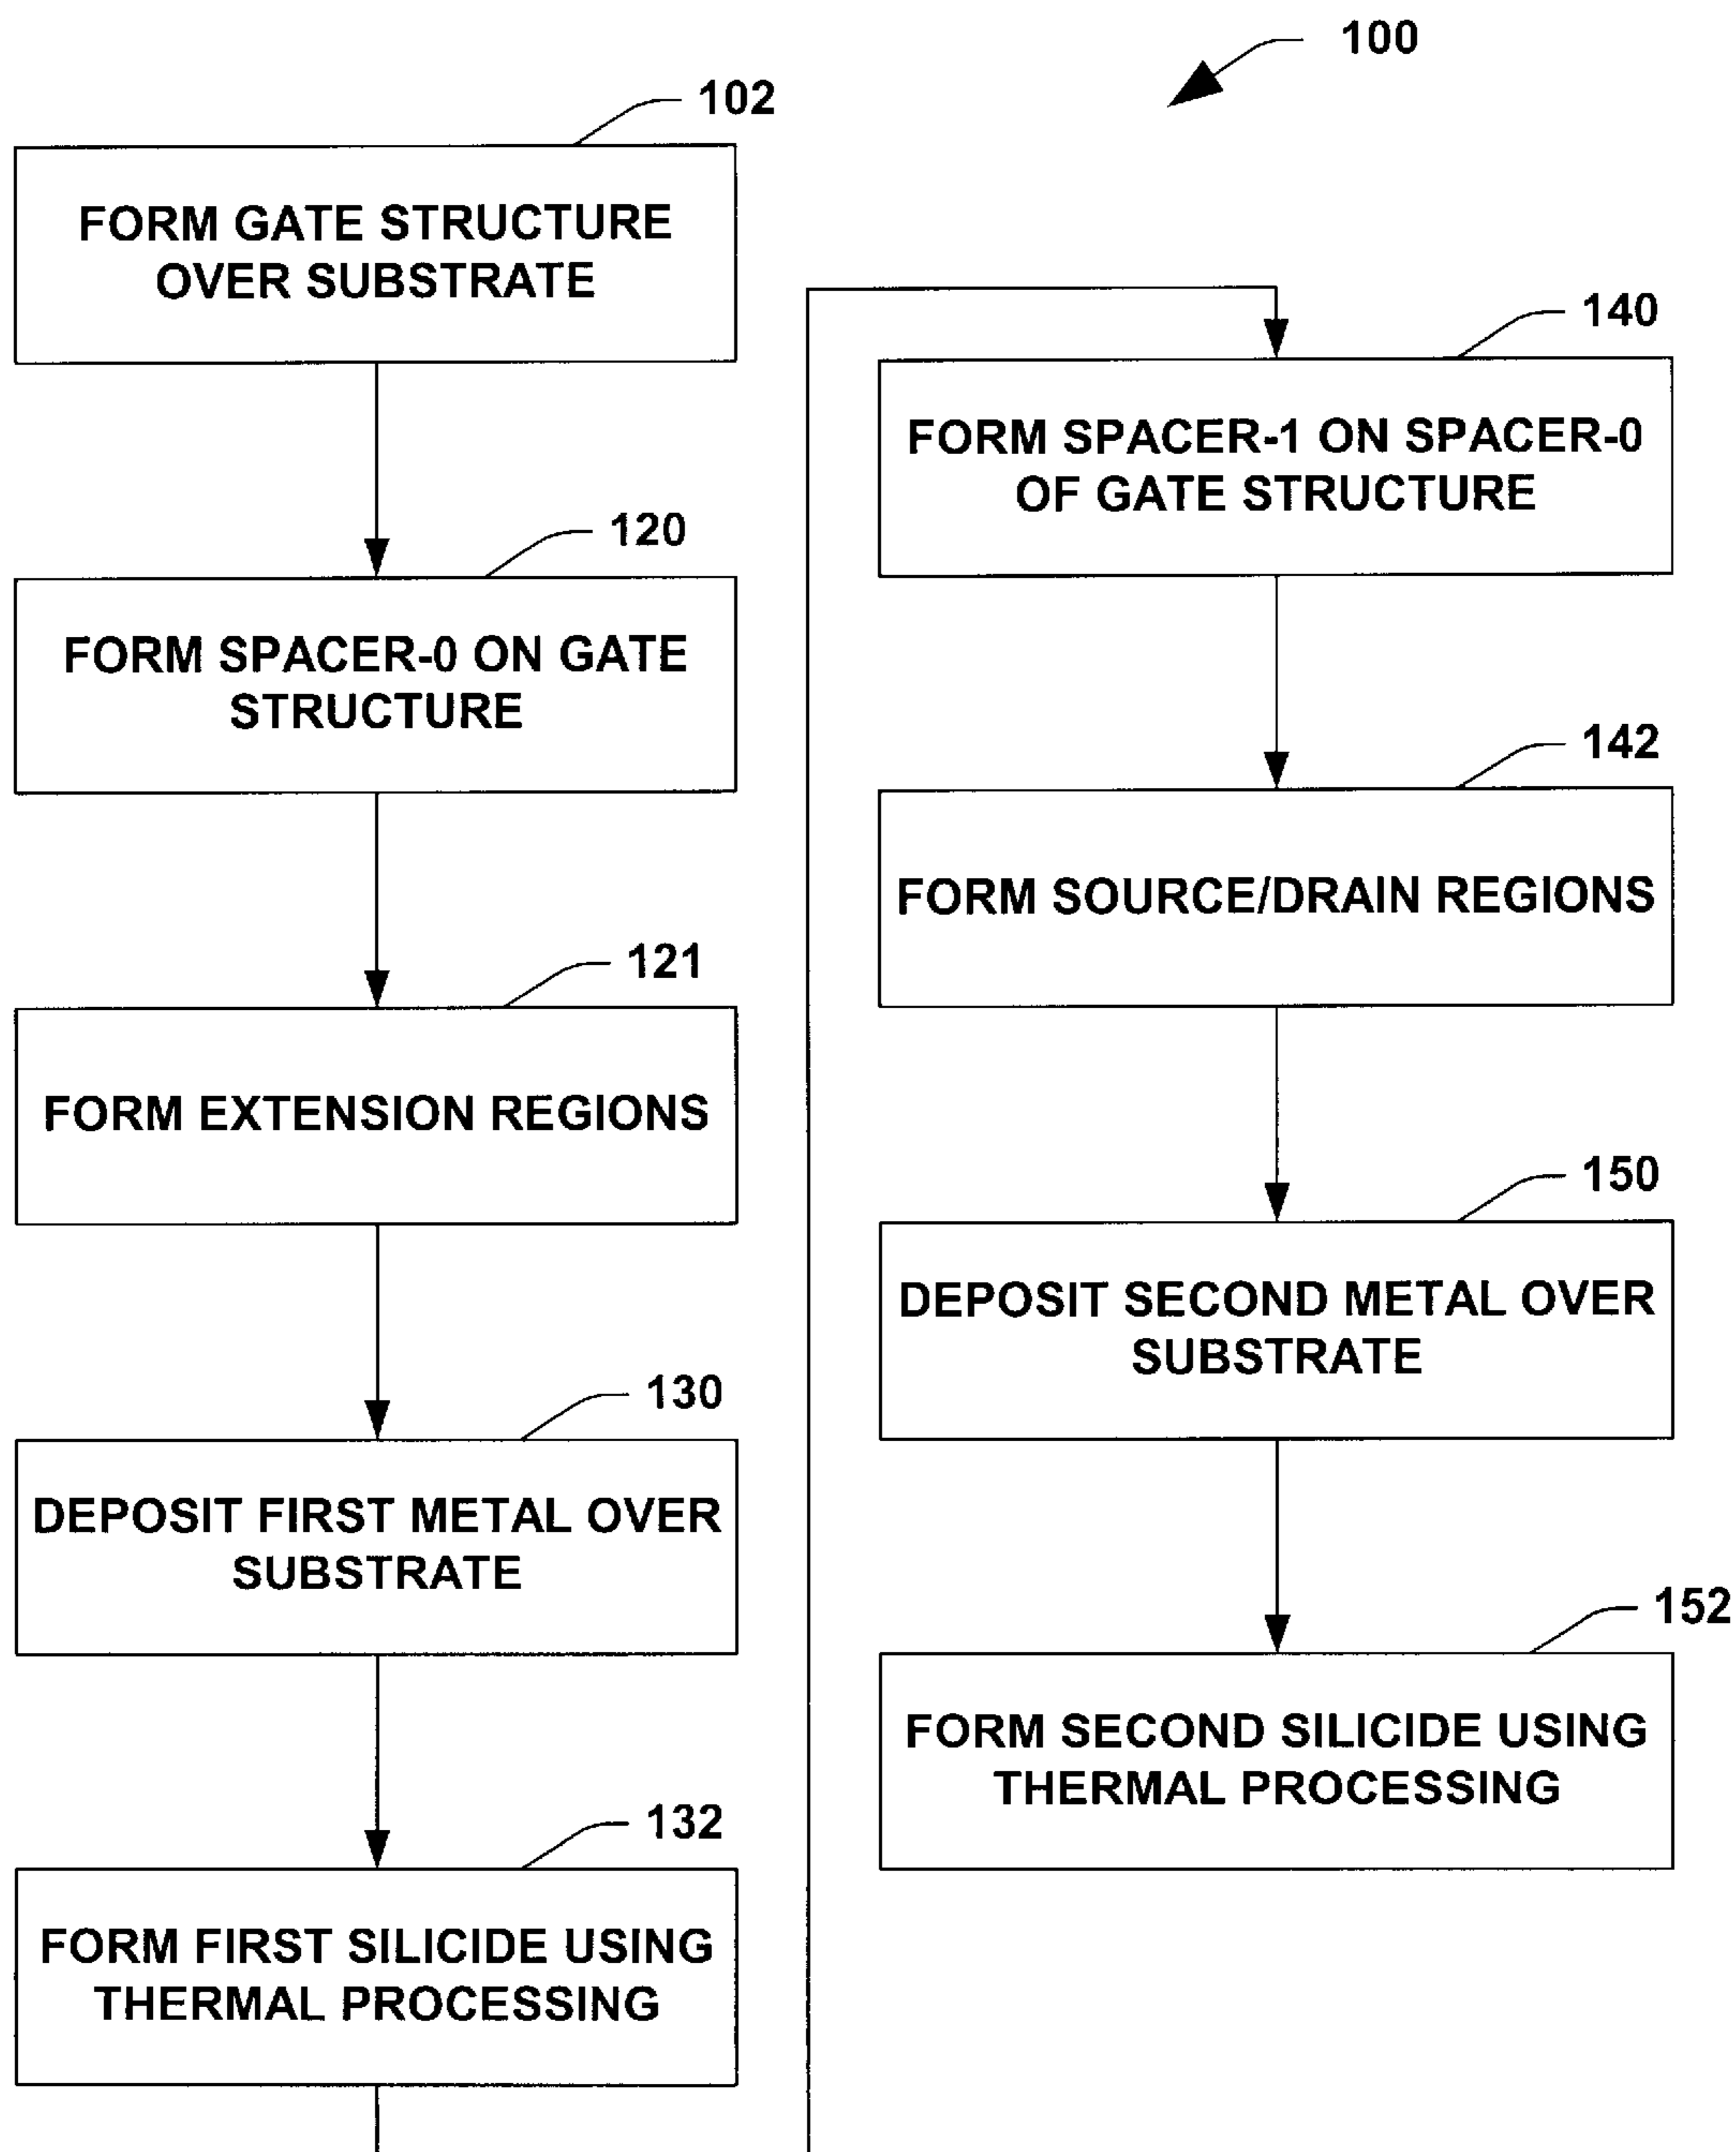 100
102
FORM GATE STRUCTURE
OVER SUBSTRATE
120
FORM SPACER-0 ON GATE
STRUCTURE
121
FORM EXTENSION REGIONS
130
DEPOSIT FIRST METAL OVER
SUBSTRATE
132
FORM FIRST SILICIDE USING
THERMAL PROCESSING
140
FORM SPACER-1 ON SPACER-0
OF GATE STRUCTURE
142
FORM SOURCE/DRAIN REGIONS
150
DEPOSIT SECOND METAL OVER
SUBSTRATE
152
FORM SECOND SILICIDE USING
THERMAL PROCESSING